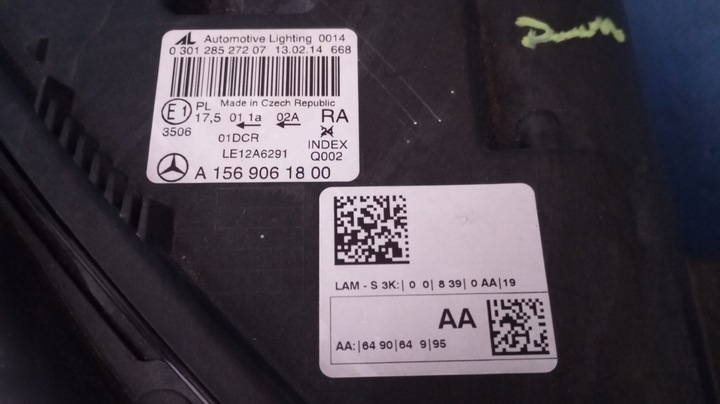 AL Automotive Lighting 0014
0 301 285 272 07 13.02.14 668
Made in Czech Republic
E1 PL
17,5 01 1a 02A RA
3506
01DCR INDEX
LE12A6291 Q002
A 156 906 18 00
LAM - S 3K:| 0 0| 8 39| 0 AA|19
AA
AA:|64 90|64 9|95